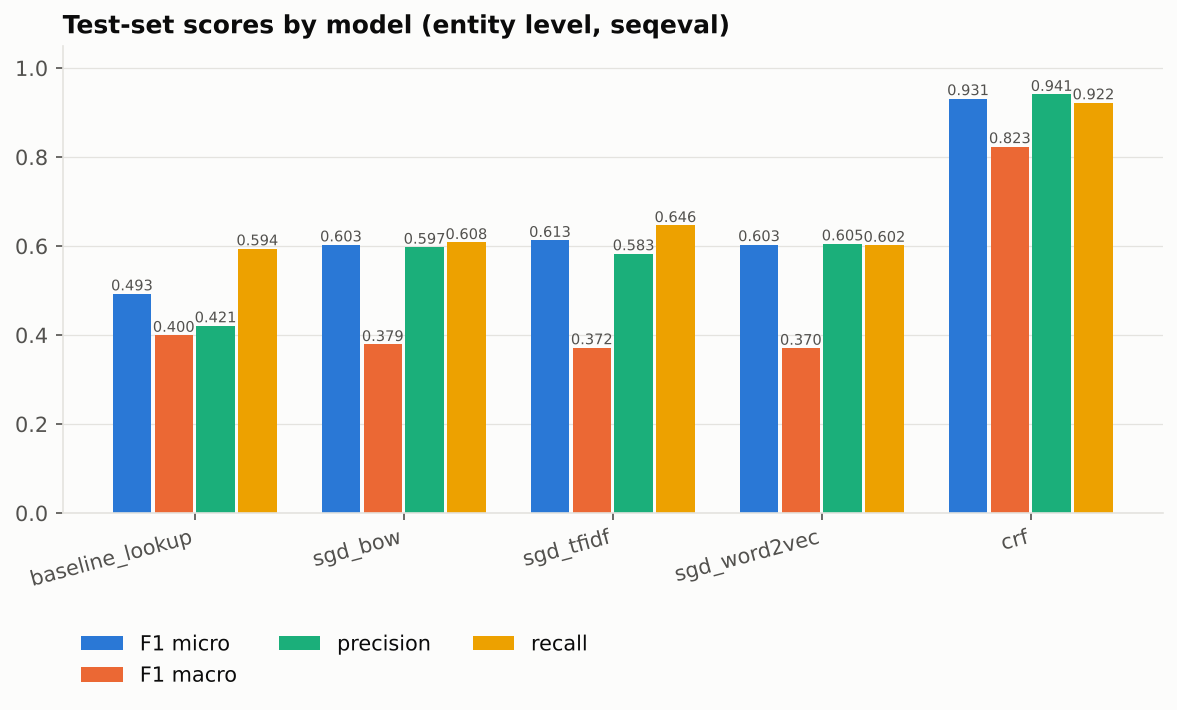 Test-set scores by model (entity level, seqeval)
1.0
0.8
0.6
0.4
0.2
0.0
0.493
0.400
0.421
0.594
0.603
0.379
0.597
0.608
0.613
0.372
0.583
0.646
0.603
0.370
0.605
0.602
0.931
0.823
0.941
0.922
baseline_lookup
sgd_bow
sgd_tfidf
sgd_word2vec
crf
F1 micro
precision
recall
F1 macro